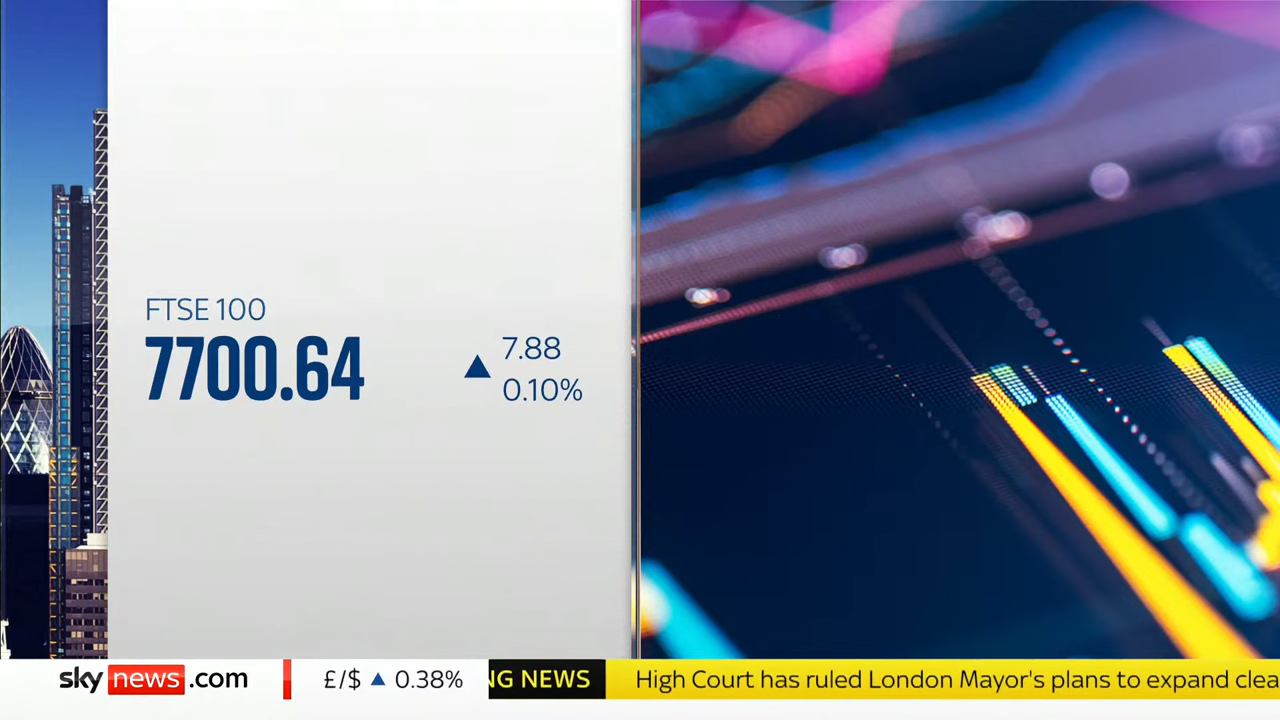 FTSE 100
7700.64
▲ 7.88
0.10%
sky news.com
£/$ ▲ 0.38%
NG NEWS
High Court has ruled London Mayor's plans to expand clea